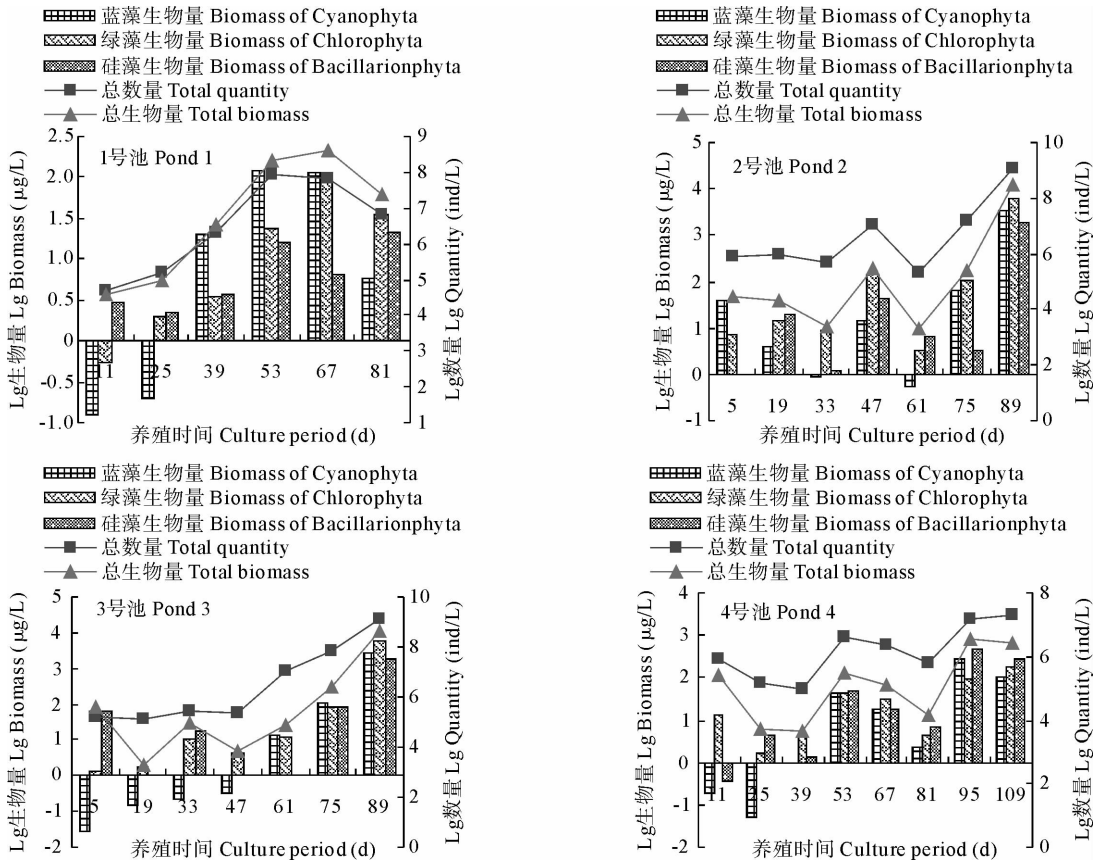 蓝藻生物量 Biomass of Cyanophyta
绿藻生物量 Biomass of Chlorophyta
硅藻生物量 Biomass of Bacillarionphyta
总数量 Total quantity
总生物量 Total biomass
1号池 Pond 1
Lg生物量 Lg Biomass (μg/L)
2.5
2.0
1.5
1.0
0.5
0
-0.5
-1.0
9
8
7
6
5
4
3
2
1
Lg数量 Lg Quantity (ind/L)
11 25 39 53 67 81
养殖时间 Culture period (d)
蓝藻生物量 Biomass of Cyanophyta
绿藻生物量 Biomass of Chlorophyta
硅藻生物量 Biomass of Bacillarionphyta
总数量 Total quantity
总生物量 Total biomass
2号池 Pond 2
Lg生物量 Lg Biomass (μg/L)
5
4
3
2
1
0
-1
10
8
6
4
2
0
Lg数量 Lg Quantity (ind/L)
5 19 33 47 61 75 89
养殖时间 Culture period (d)
蓝藻生物量 Biomass of Cyanophyta
绿藻生物量 Biomass of Chlorophyta
硅藻生物量 Biomass of Bacillarionphyta
总数量 Total quantity
总生物量 Total biomass
3号池 Pond 3
Lg生物量 Lg Biomass (μg/L)
5
4
3
2
1
0
-1
-2
10
8
6
4
2
0
Lg数量 Lg Quantity (ind/L)
5 19 33 47 61 75 89
养殖时间 Culture period (d)
蓝藻生物量 Biomass of Cyanophyta
绿藻生物量 Biomass of Chlorophyta
硅藻生物量 Biomass of Bacillarionphyta
总数量 Total quantity
总生物量 Total biomass
4号池 Pond 4
Lg生物量 Lg Biomass (μg/L)
4
3
2
1
0
-1
-2
8
6
4
2
0
Lg数量 Lg Quantity (ind/L)
11 25 39 53 67 81 95 109
养殖时间 Culture period (d)